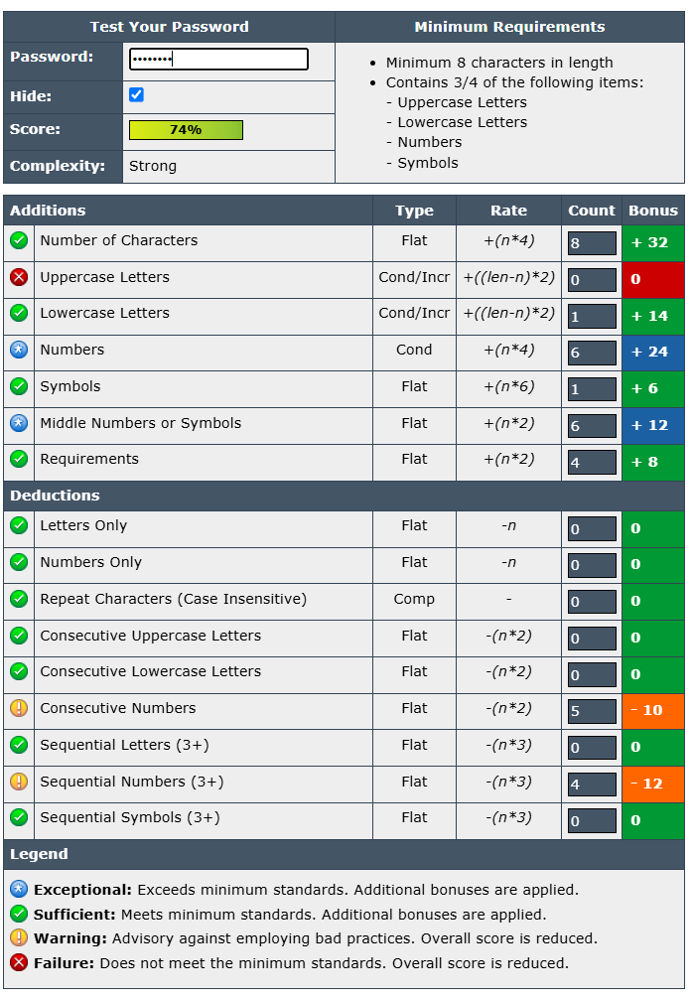 Test Your Password
Minimum Requirements
Password: ••••••••
• Minimum 8 characters in length
• Contains 3/4 of the following items:
- Uppercase Letters
- Lowercase Letters
- Numbers
- Symbols
Hide:
Score: 74%
Complexity: Strong
Additions Type Rate Count Bonus
Number of Characters Flat +(n*4) 8 + 32
Uppercase Letters Cond/Incr +((len-n)*2) 0 0
Lowercase Letters Cond/Incr +((len-n)*2) 1 + 14
Numbers Cond +(n*4) 6 + 24
Symbols Flat +(n*6) 1 + 6
Middle Numbers or Symbols Flat +(n*2) 6 + 12
Requirements Flat +(n*2) 4 + 8
Deductions
Letters Only Flat -n 0 0
Numbers Only Flat -n 0 0
Repeat Characters (Case Insensitive) Comp - 0 0
Consecutive Uppercase Letters Flat -(n*2) 0 0
Consecutive Lowercase Letters Flat -(n*2) 0 0
Consecutive Numbers Flat -(n*2) 5 - 10
Sequential Letters (3+) Flat -(n*3) 0 0
Sequential Numbers (3+) Flat -(n*3) 4 - 12
Sequential Symbols (3+) Flat -(n*3) 0 0
Legend
Exceptional: Exceeds minimum standards. Additional bonuses are applied.
Sufficient: Meets minimum standards. Additional bonuses are applied.
Warning: Advisory against employing bad practices. Overall score is reduced.
Failure: Does not meet the minimum standards. Overall score is reduced.